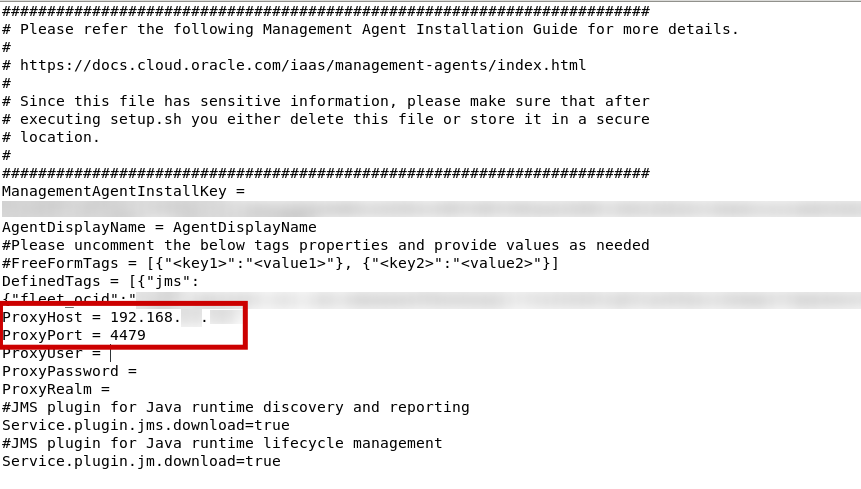 ########################################################################
# Please refer the following Management Agent Installation Guide for more details.
#
# https://docs.cloud.oracle.com/iaas/management-agents/index.html
#
# Since this file has sensitive information, please make sure that after
# executing setup.sh you either delete this file or store it in a secure
# location.
#
########################################################################
ManagementAgentInstallKey =
AgentDisplayName = AgentDisplayName
#Please uncomment the below tags properties and provide values as needed
#FreeFormTags = [{"<key1>":"<value1>"}, {"<key2>":"<value2>"}]
DefinedTags = [{"jms":
{"fleet_ocid":"
ProxyHost = 192.168. .
ProxyPort = 4479
ProxyUser =
ProxyPassword =
ProxyRealm =
#JMS plugin for Java runtime discovery and reporting
Service.plugin.jms.download=true
#JMS plugin for Java runtime lifecycle management
Service.plugin.jm.download=true